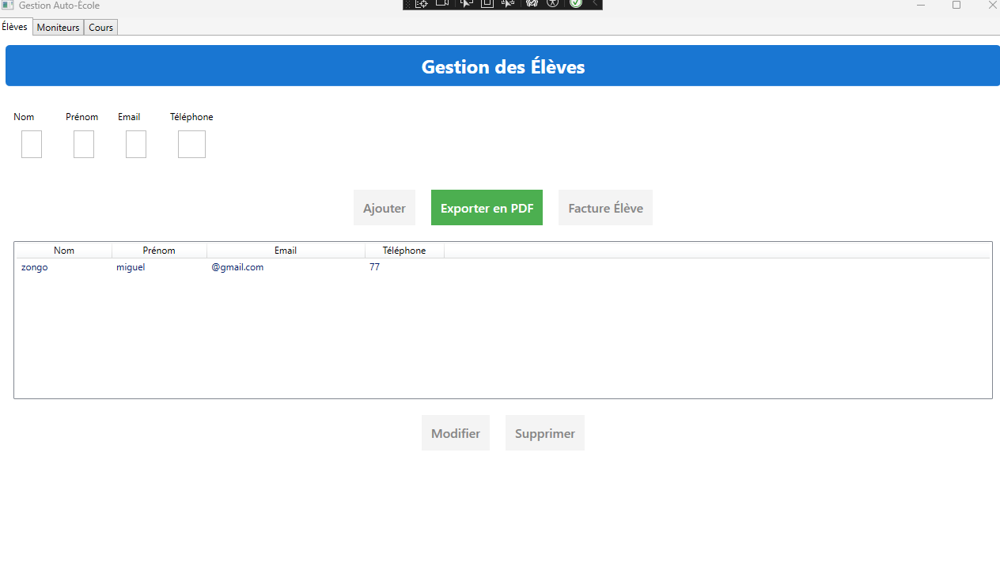 Gestion Auto-École
Élèves Moniteurs Cours
Gestion des Élèves
Nom Prénom Email Téléphone
Ajouter Exporter en PDF Facture Élève
Nom Prénom Email Téléphone
zongo miguel @gmail.com 77
Modifier Supprimer